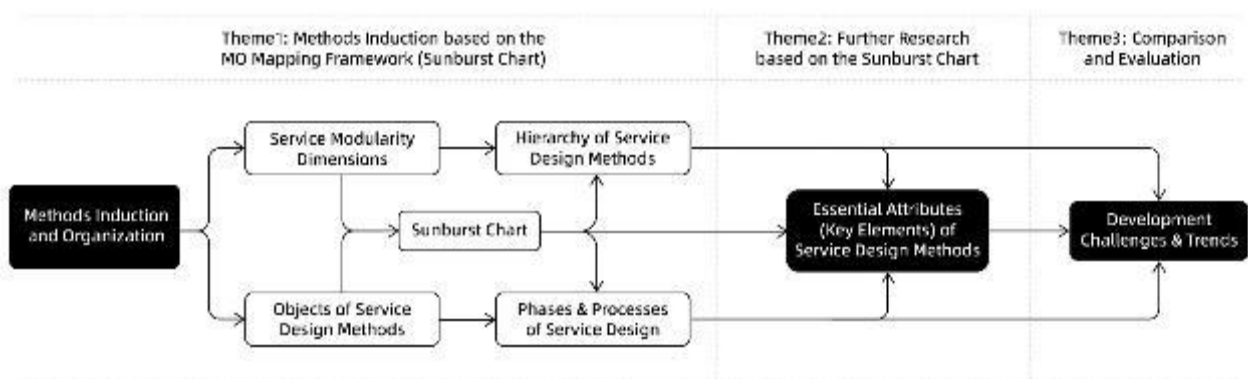 Theme1: Methods Induction based on the
MO Mapping Framework (Sunburst Chart)
Theme2: Further Research
based on the Sunburst Chart
Theme3: Comparison
and Evaluation
Methods Induction
and Organization
Service Modularity
Dimensions
Hierarchy of Service
Design Methods
Sunburst Chart
Objects of Service
Design Methods
Phases & Processes
of Service Design
Essential Attributes
(Key Elements) of
Service Design Methods
Development
Challenges & Trends